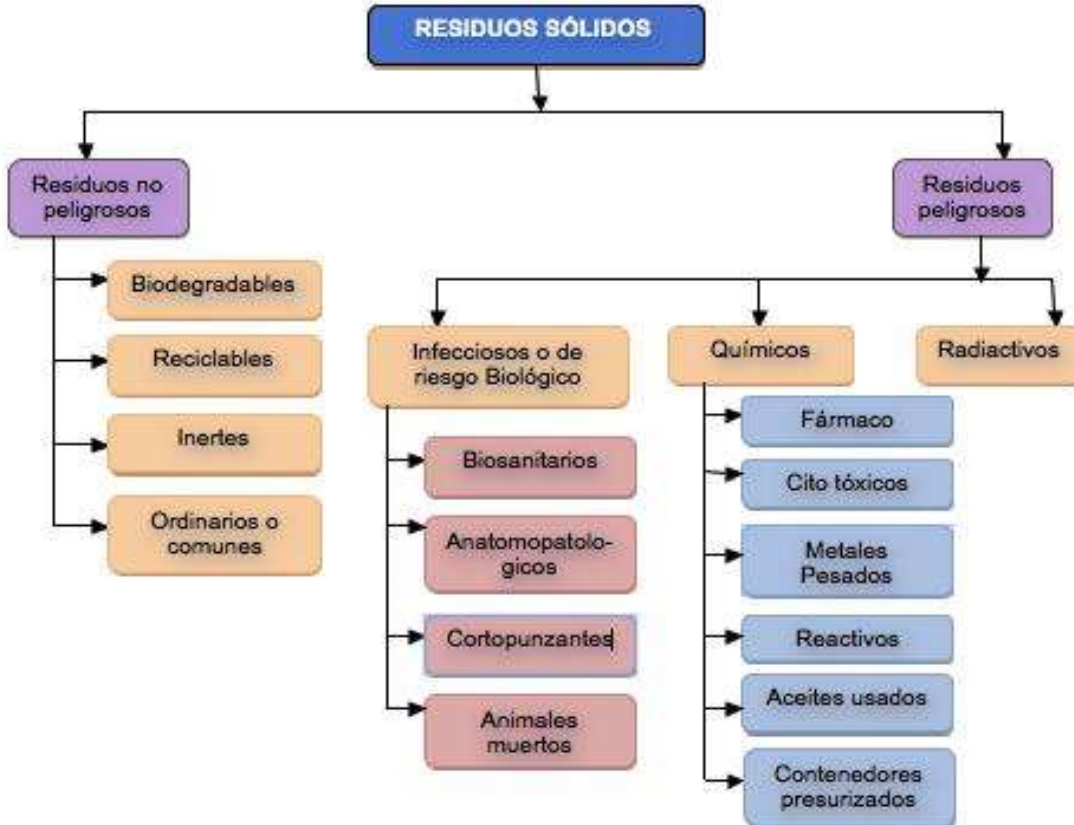 RESIDUOS SÓLIDOS
Residuos no
peligrosos
Residuos
peligrosos
Biodegradables
Reciclables
Inertes
Ordinarios o
comunes
Infecciosos o de
riesgo Biológico
Químicos
Radiactivos
Biosanitarios
Anatomopatolo-
gicos
Cortopunzantes
Animales
muertos
Fármaco
Cito tóxicos
Metales
Pesados
Reactivos
Aceites usados
Contenedores
presurizados